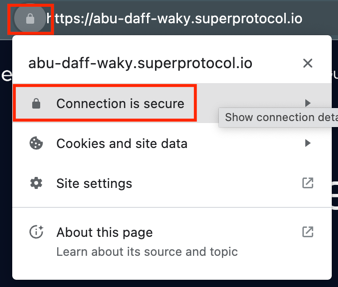 https://abu-daff-waky.superprotocol.io
abu-daff-waky.superprotocol.io
Connection is secure
Show connection deta
Cookies and site data
Site settings
About this page
Learn about its source and topic